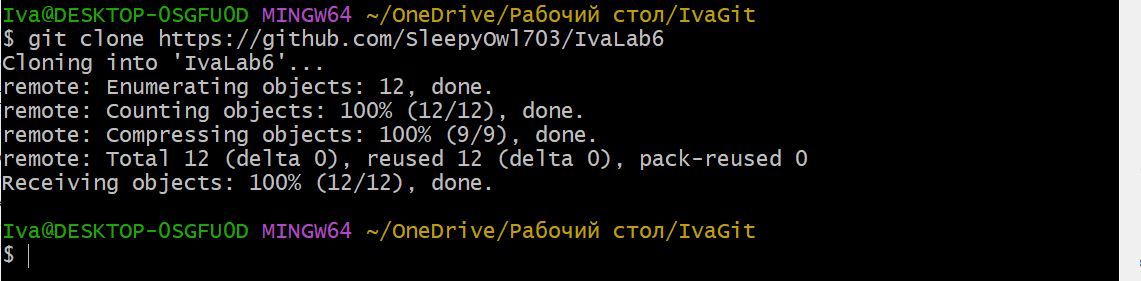 Iva@DESKTOP-0SGFU0D MINGW64 ~/OneDrive/Рабочий стол/IvaGit
$ git clone https://github.com/SleepyOwl703/IvaLab6
Cloning into 'IvaLab6'...
remote: Enumerating objects: 12, done.
remote: Counting objects: 100% (12/12), done.
remote: Compressing objects: 100% (9/9), done.
remote: Total 12 (delta 0), reused 12 (delta 0), pack-reused 0
Receiving objects: 100% (12/12), done.
Iva@DESKTOP-0SGFU0D MINGW64 ~/OneDrive/Рабочий стол/IvaGit
$